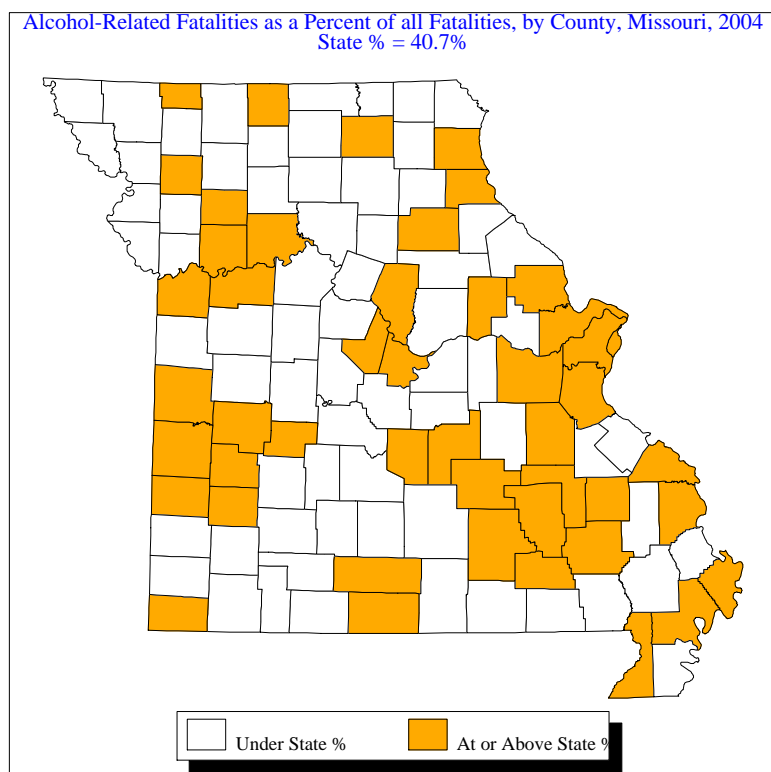 Alcohol-Related Fatalities as a Percent of all Fatalities, by County, Missouri, 2004
State % = 40.7%
Under State %
At or Above State %